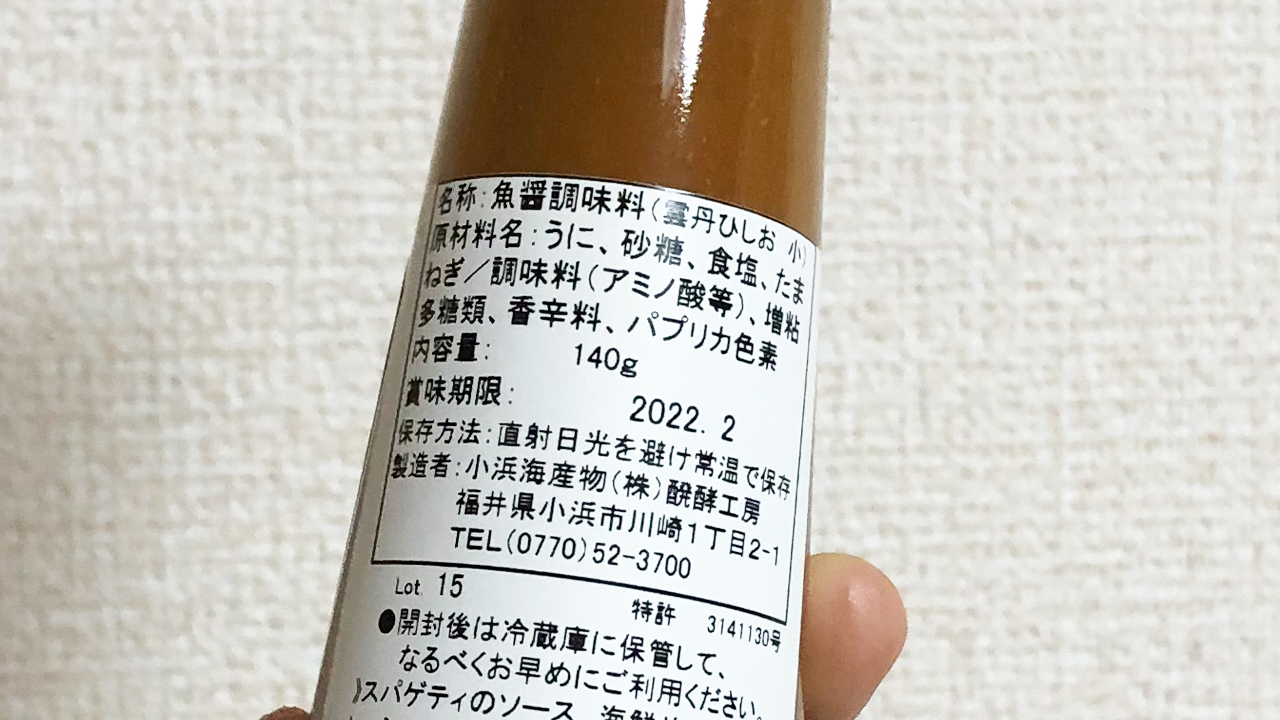 名称:魚醤調味料(雲丹ひしお 小)
原材料名:うに、砂糖、食塩、たま
ねぎ/調味料(アミノ酸等)、増粘
多糖類、香辛料、パプリカ色素
内容量: 140g
賞味期限: 2022. 2
保存方法:直射日光を避け常温で保存
製造者:小浜海産物(株)醗酵工房
福井県小浜市川崎1丁目2-1
TEL(0770)52-3700
Lot 15
特許 3141130号
●開封後は冷蔵庫に保管して、
なるべくお早めにご利用ください。
スパゲティのソース、海鮮